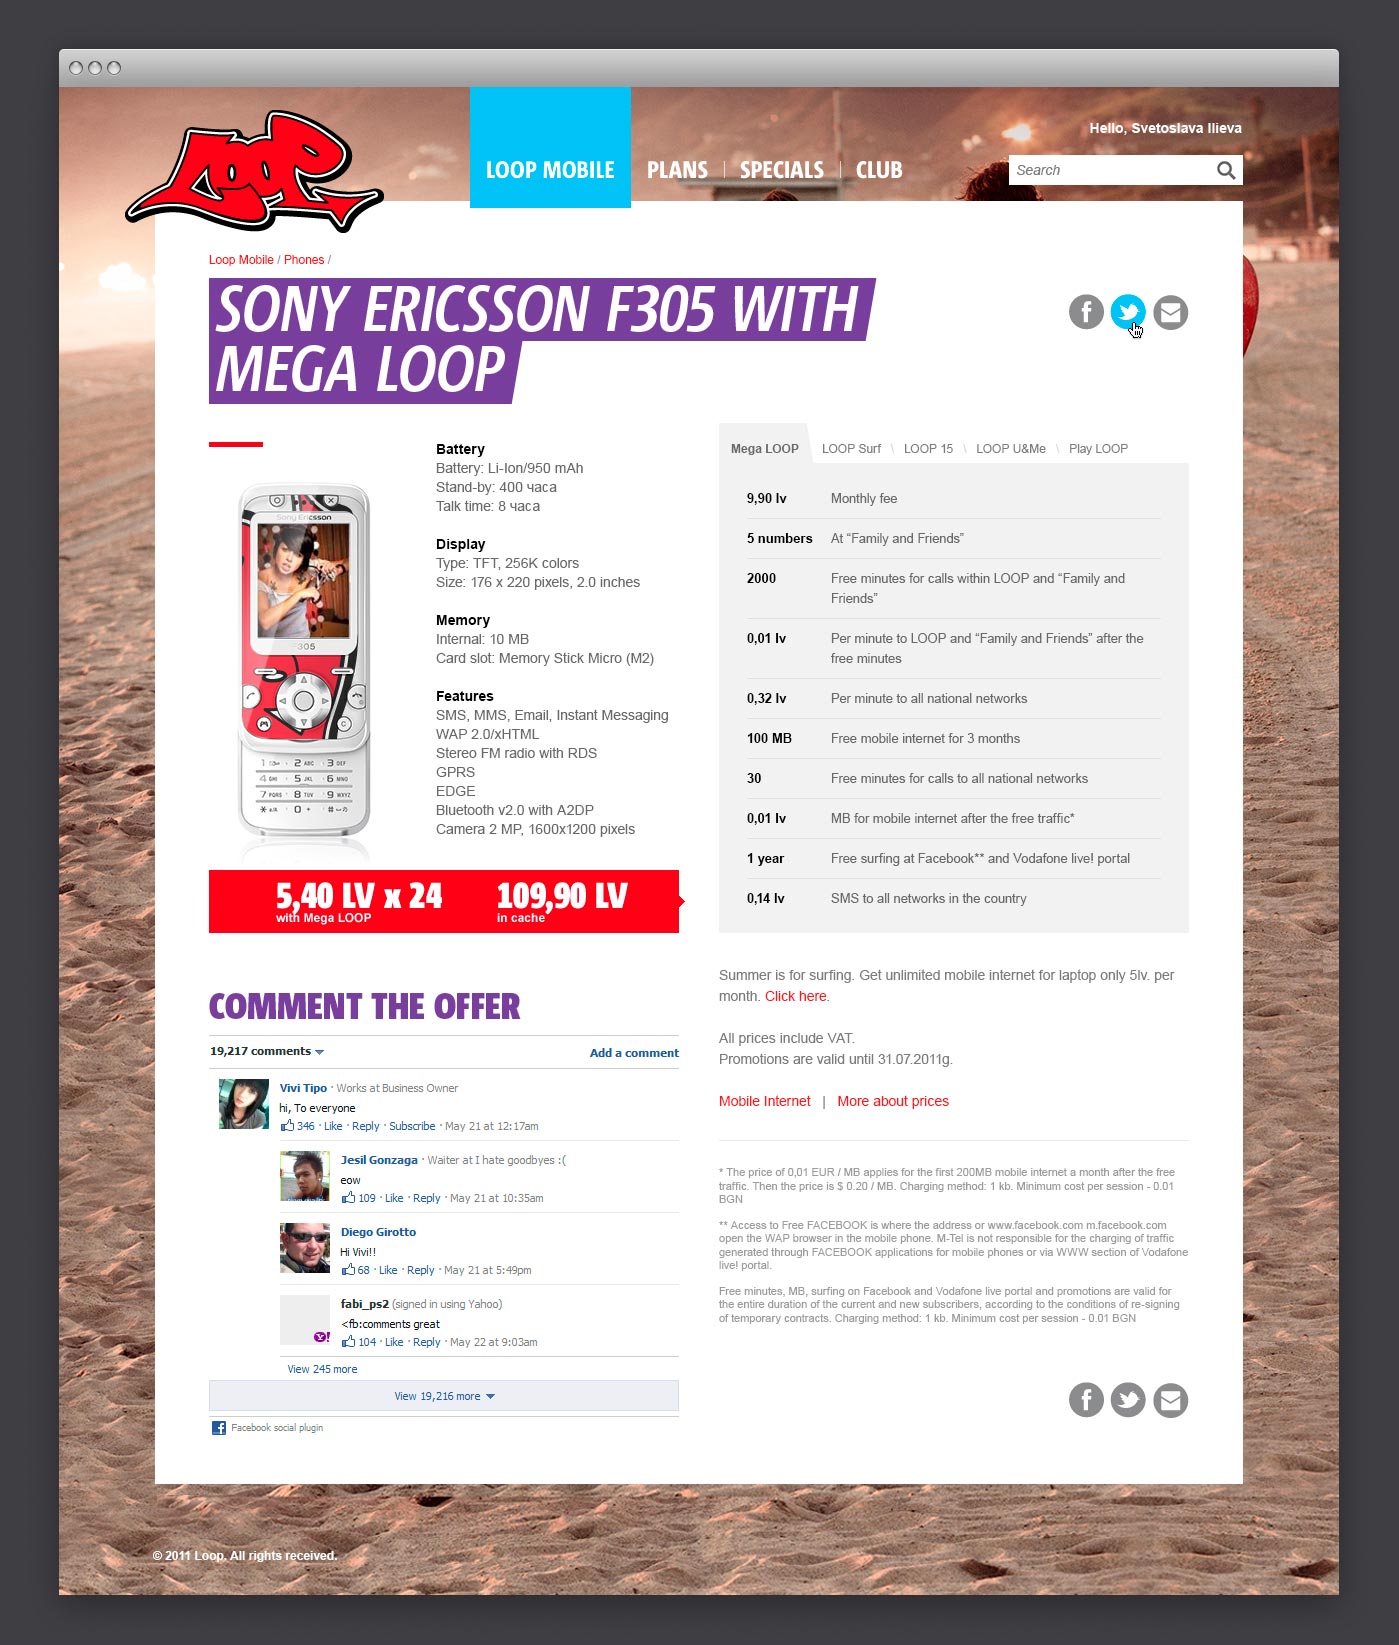 LOOP
LOOP MOBILE
PLANS
SPECIALS
CLUB
Hello, Svetoslava Ilieva
Search
Loop Mobile / Phones /
SONY ERICSSON F305 WITH
MEGA LOOP
Battery
Battery: Li-Ion/950 mAh
Stand-by: 400 часа
Talk time: 8 часа
Display
Type: TFT, 256K colors
Size: 176 x 220 pixels, 2.0 inches
Memory
Internal: 10 MB
Card slot: Memory Stick Micro (M2)
Features
SMS, MMS, Email, Instant Messaging
WAP 2.0/xHTML
Stereo FM radio with RDS
GPRS
EDGE
Bluetooth v2.0 with A2DP
Camera 2 MP, 1600x1200 pixels
Sony Ericsson
F305
5,40 LV x 24
with Mega LOOP
109,90 LV
in cache
Mega LOOP
LOOP Surf \ LOOP 15 \ LOOP U&Me \ Play LOOP
9,90 lv Monthly fee
5 numbers At “Family and Friends”
2000 Free minutes for calls within LOOP and “Family and
Friends”
0,01 lv Per minute to LOOP and “Family and Friends” after the
free minutes
0,32 lv Per minute to all national networks
100 MB Free mobile internet for 3 months
30 Free minutes for calls to all national networks
0,01 lv MB for mobile internet after the free traffic*
1 year Free surfing at Facebook** and Vodafone live! portal
0,14 lv SMS to all networks in the country
COMMENT THE OFFER
19,217 comments
Add a comment
Vivi Tipo · Works at Business Owner
hi, To everyone
346 · Like · Reply · Subscribe · May 21 at 12:17am
Jesil Gonzaga · Waiter at I hate goodbyes :(
eow
109 · Like · Reply · May 21 at 10:35am
Diego Girotto
Hi Vivi!!
68 · Like · Reply · May 21 at 5:49pm
fabi_ps2 (signed in using Yahoo)
<fb:comments great
104 · Like · Reply · May 22 at 9:03am
Y!
View 245 more
View 19,216 more
Facebook social plugin
Summer is for surfing. Get unlimited mobile internet for laptop only 5lv. per
month. Click here.
All prices include VAT.
Promotions are valid until 31.07.2011g.
Mobile Internet | More about prices
* The price of 0,01 EUR / MB applies for the first 200MB mobile internet a month after the free
traffic. Then the price is $ 0.20 / MB. Charging method: 1 kb. Minimum cost per session - 0.01
BGN
** Access to Free FACEBOOK is where the address or www.facebook.com m.facebook.com
open the WAP browser in the mobile phone. M-Tel is not responsible for the charging of traffic
generated through FACEBOOK applications for mobile phones or via WWW section of Vodafone
live! portal.
Free minutes, MB, surfing on Facebook and Vodafone live portal and promotions are valid for
the entire duration of the current and new subscribers, according to the conditions of re-signing
of temporary contracts. Charging method: 1 kb. Minimum cost per session - 0.01 BGN
© 2011 Loop. All rights received.